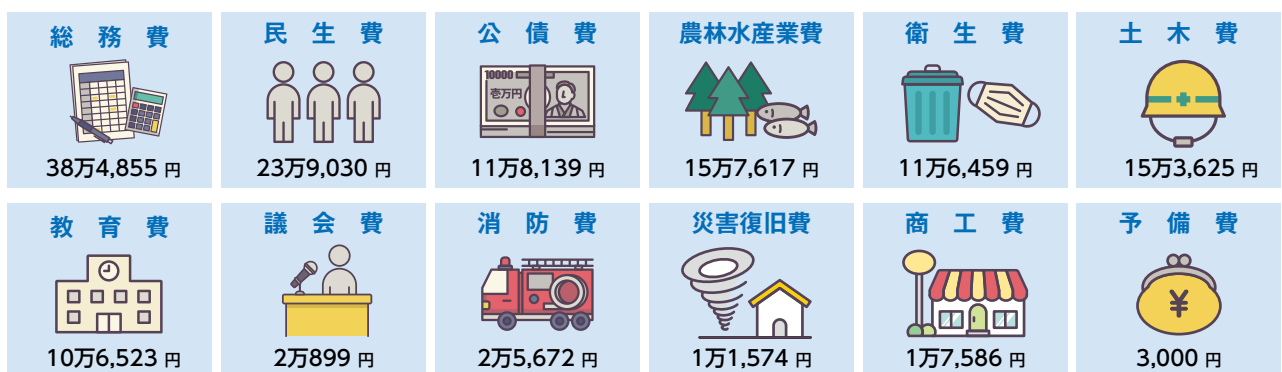 総務費
民生費
公債費
農林水産業費
衛生費
土木費
10000
壱万円
38万4,855 円
23万9,030 円
11万8,139 円
15万7,617 円
11万6,459 円
15万3,625 円
教育費
議会費
消防費
災害復旧費
商工費
予備費
¥
10万6,523 円
2万899 円
2万5,672 円
1万1,574 円
1万7,586 円
3,000 円